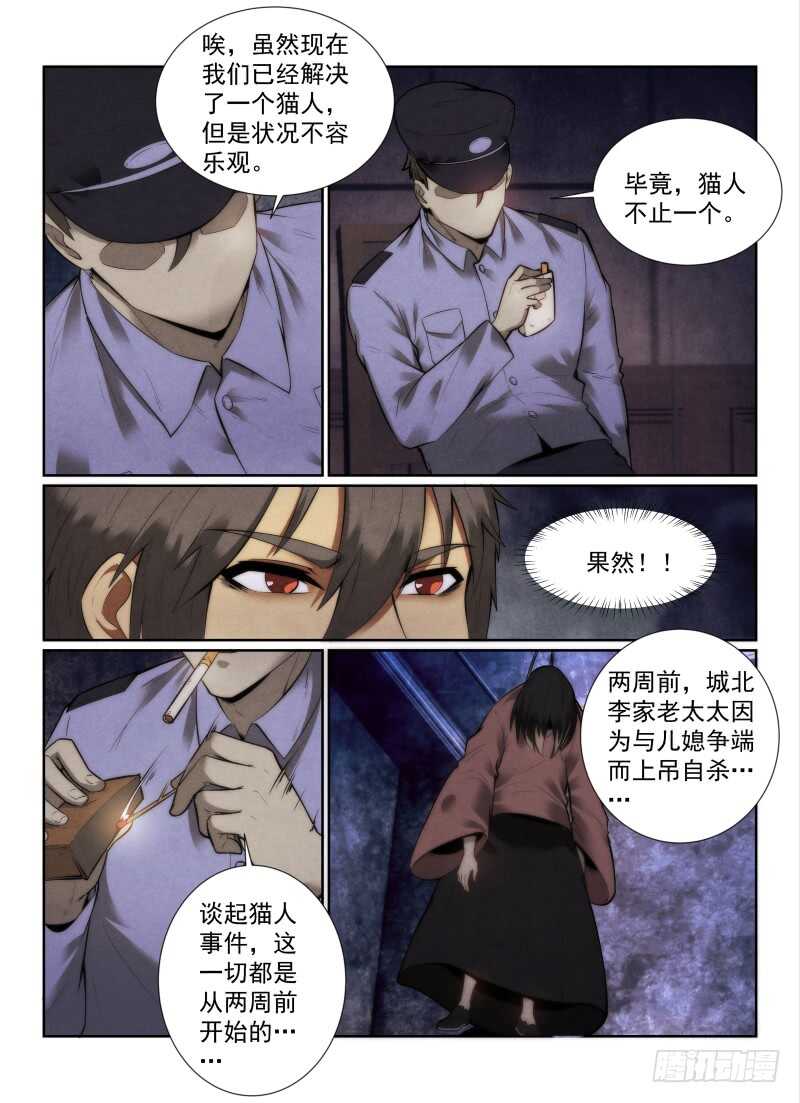 唉，虽然现在
我们已经解决
了一个猫人，
但是状况不容
乐观。
毕竟，猫人
不止一个。
果然！！
谈起猫人
事件，这
一切都是
从两周前
开始的…
…
两周前，城北
李家老太太因
为与儿媳争端
而上吊自杀…
…
腾讯动漫